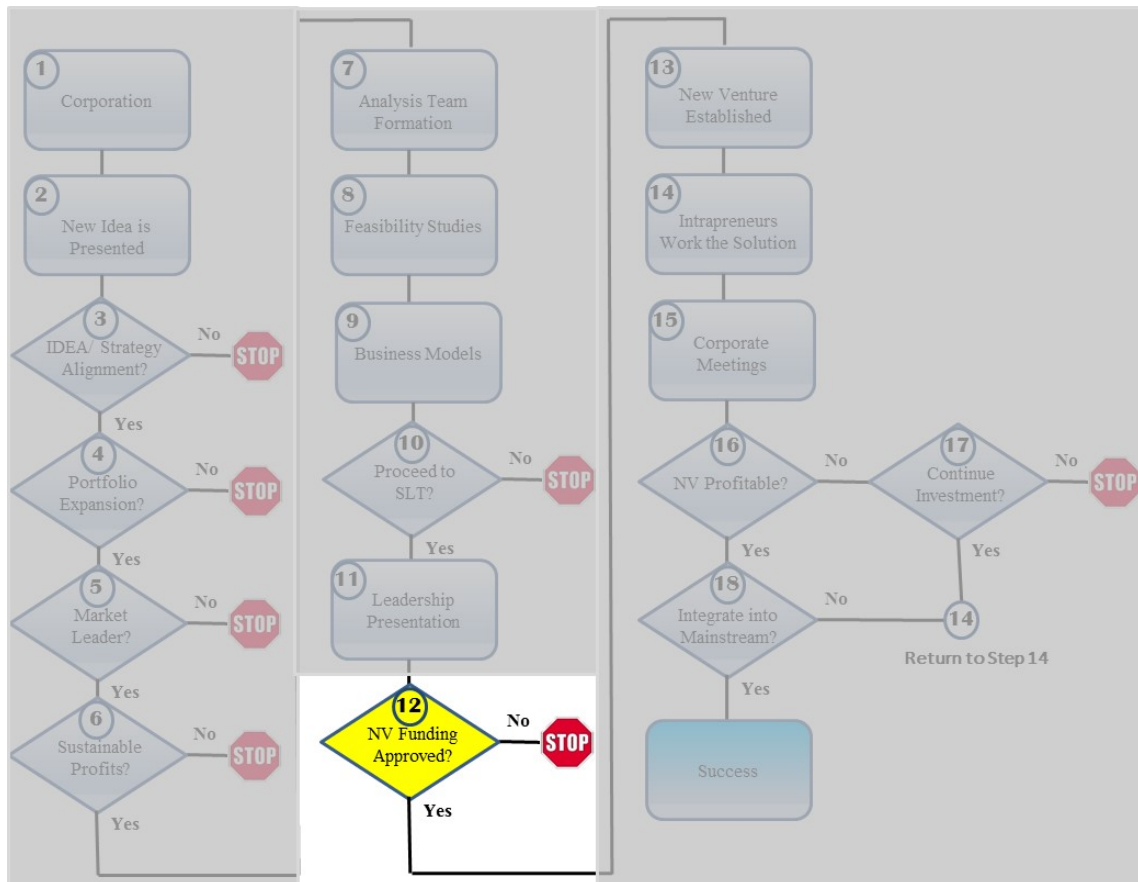 1
Corporation
2
New Idea is
Presented
3
IDEA/ Strategy
Alignment?
No
STOP
Yes
4
Portfolio
Expansion?
No
STOP
Yes
5
Market
Leader?
No
STOP
Yes
6
Sustainable
Profits?
No
STOP
Yes
7
Analysis Team
Formation
8
Feasibility Studies
9
Business Models
10
Proceed to
SLT?
No
STOP
Yes
11
Leadership
Presentation
12
NV Funding
Approved?
No
STOP
Yes
13
New Venture
Established
14
Intrapreneurs
Work the Solution
15
Corporate
Meetings
16
NV Profitable?
No
17
Continue
Investment?
No
STOP
Yes
Yes
18
Integrate into
Mainstream?
No
14
Return to Step 14
Yes
Success